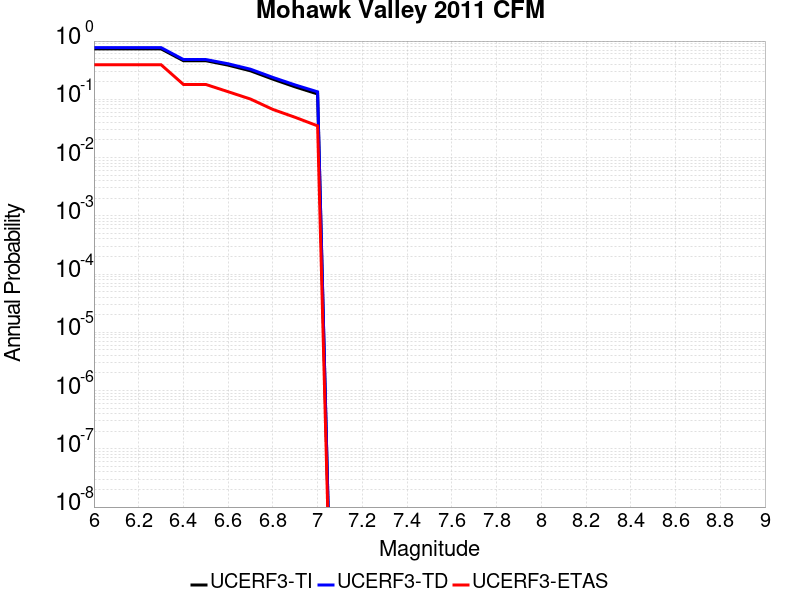 Mohawk Valley 2011 CFM
10^0
10^-1
10^-2
10^-3
10^-4
10^-5
10^-6
10^-7
10^-8
Annual Probability
6 6.2 6.4 6.6 6.8 7 7.2 7.4 7.6 7.8 8 8.2 8.4 8.6 8.8 9
Magnitude
UCERF3-TI UCERF3-TD UCERF3-ETAS